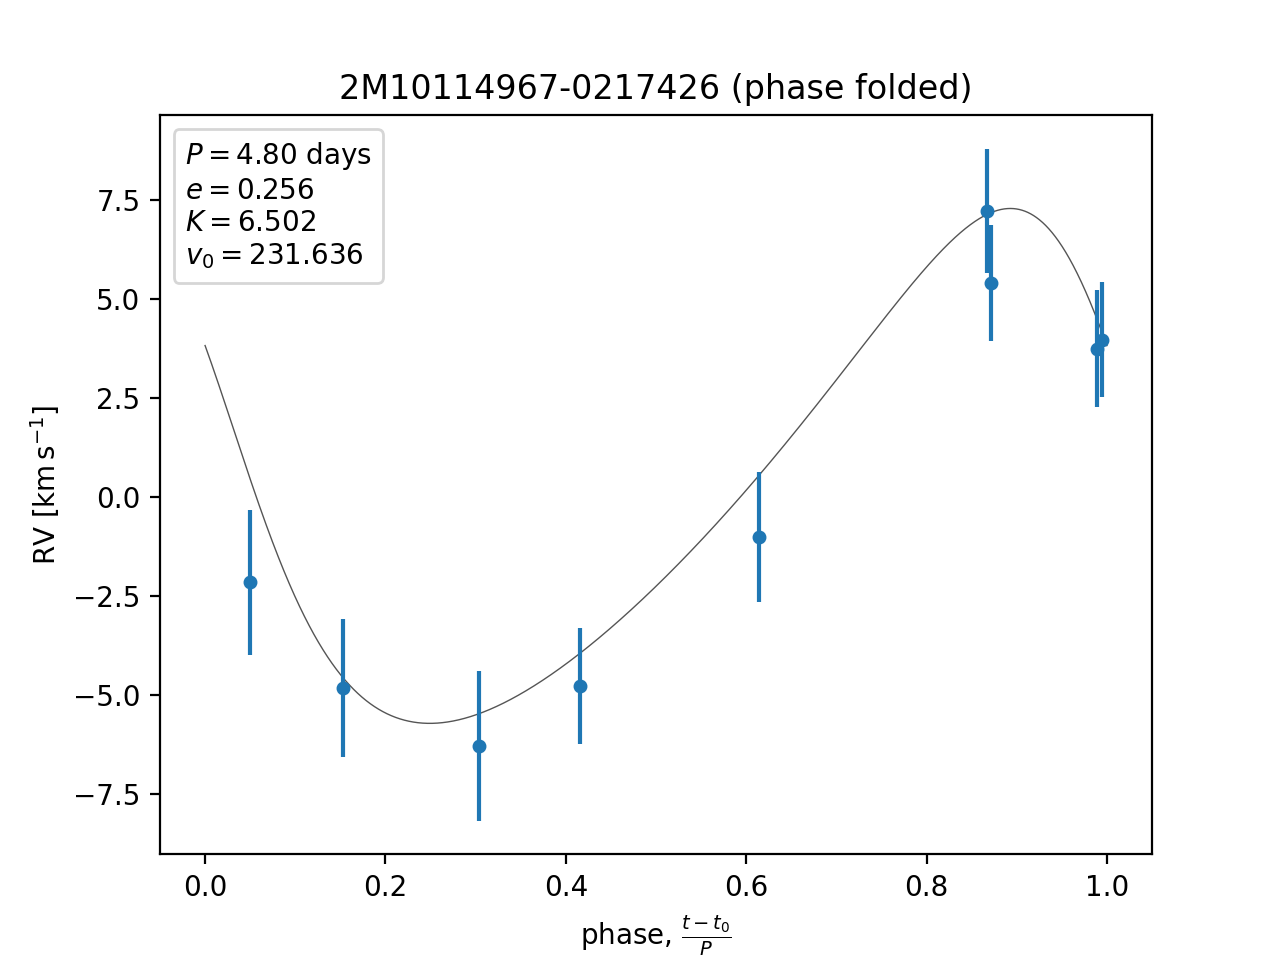 2M10114967-0217426 (phase folded)
P = 4.80 days
e = 0.256
K = 6.502
v₀ = 231.636
7.5
5.0
2.5
0.0
−2.5
−5.0
−7.5
RV [km s⁻¹]
0.0 0.2 0.4 0.6 0.8 1.0
phase, (t − t₀)/P